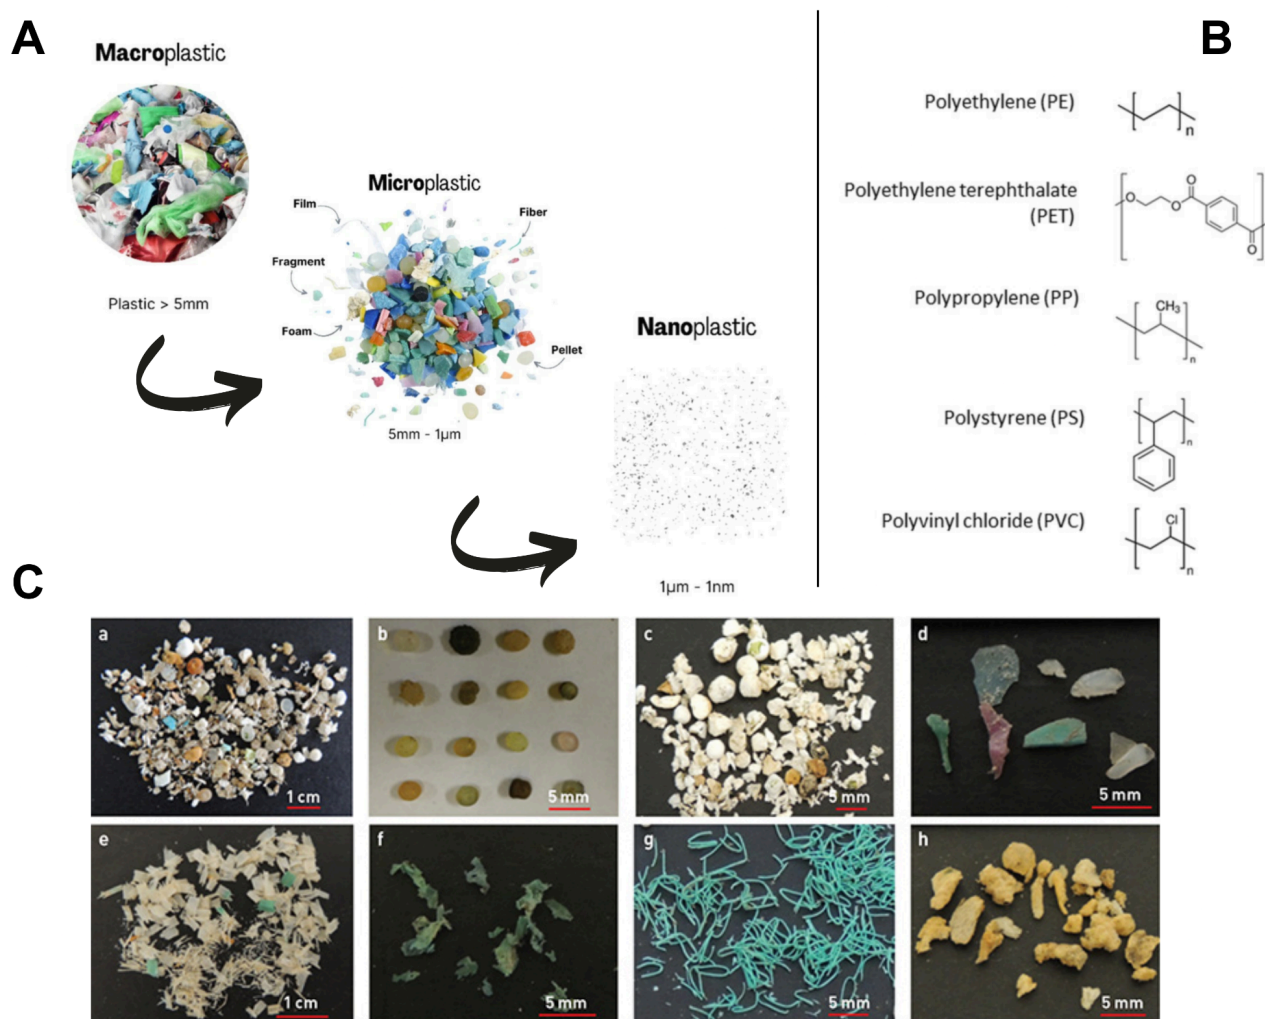 A
Macroplastic
Plastic > 5mm
Microplastic
Film
Fiber
Fragment
Foam
Pellet
5mm - 1µm
Nanoplastic
1µm - 1nm
B
Polyethylene (PE)
n
Polyethylene terephthalate
(PET)
O
O
O
O
Polypropylene (PP)
CH₃
n
Polystyrene (PS)
n
Polyvinyl chloride (PVC)
Cl
n
C
a
1 cm
b
5 mm
c
5 mm
d
5 mm
e
1 cm
f
5 mm
g
5 mm
h
5 mm